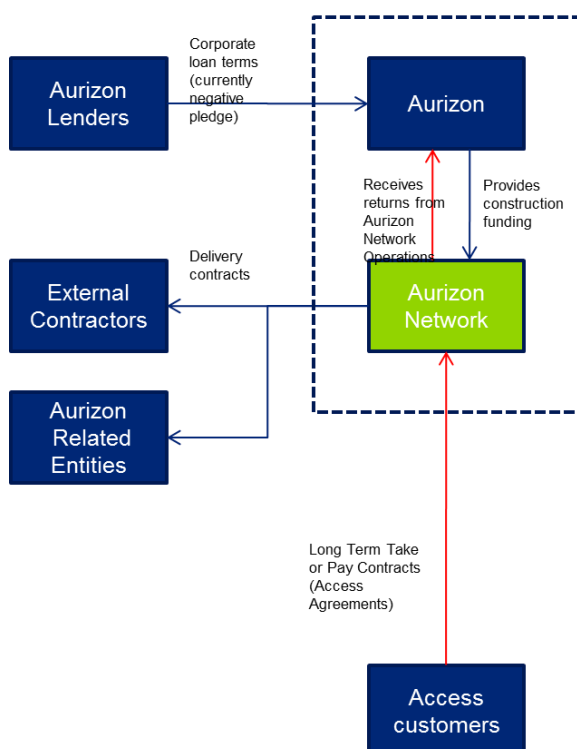 Corporate
loan terms
(currently
negative
pledge)
Aurizon
Lenders
Aurizon
Receives
returns from
Aurizon
Network
Operations
Provides
construction
funding
Delivery
contracts
External
Contractors
Aurizon
Network
Aurizon
Related
Entities
Long Term Take
or Pay Contracts
(Access
Agreements)
Access
customers